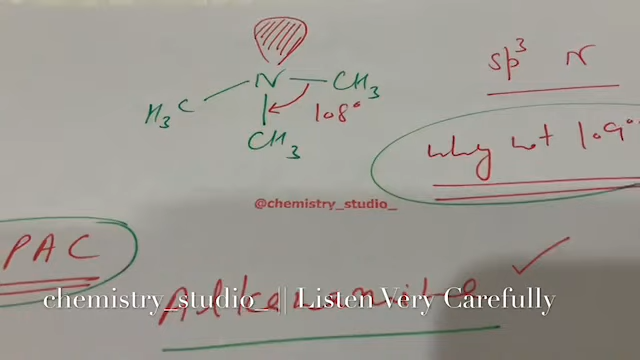 sp³ N
N — CH₃
H₃C
108°
CH₃
Why not 109°
@chemistry_studio_
PAC
chemistry_studio_ || Listen Very Carefully